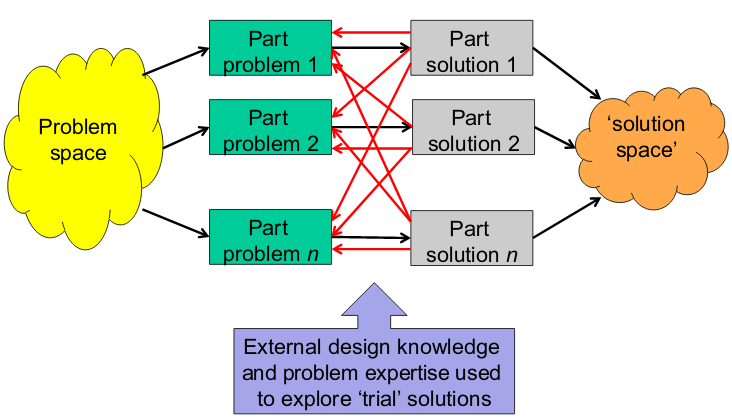 Problem
space
Part
problem 1
Part
problem 2
Part
problem n
Part
solution 1
Part
solution 2
Part
solution n
‘solution
space’
External design knowledge
and problem expertise used
to explore ‘trial’ solutions